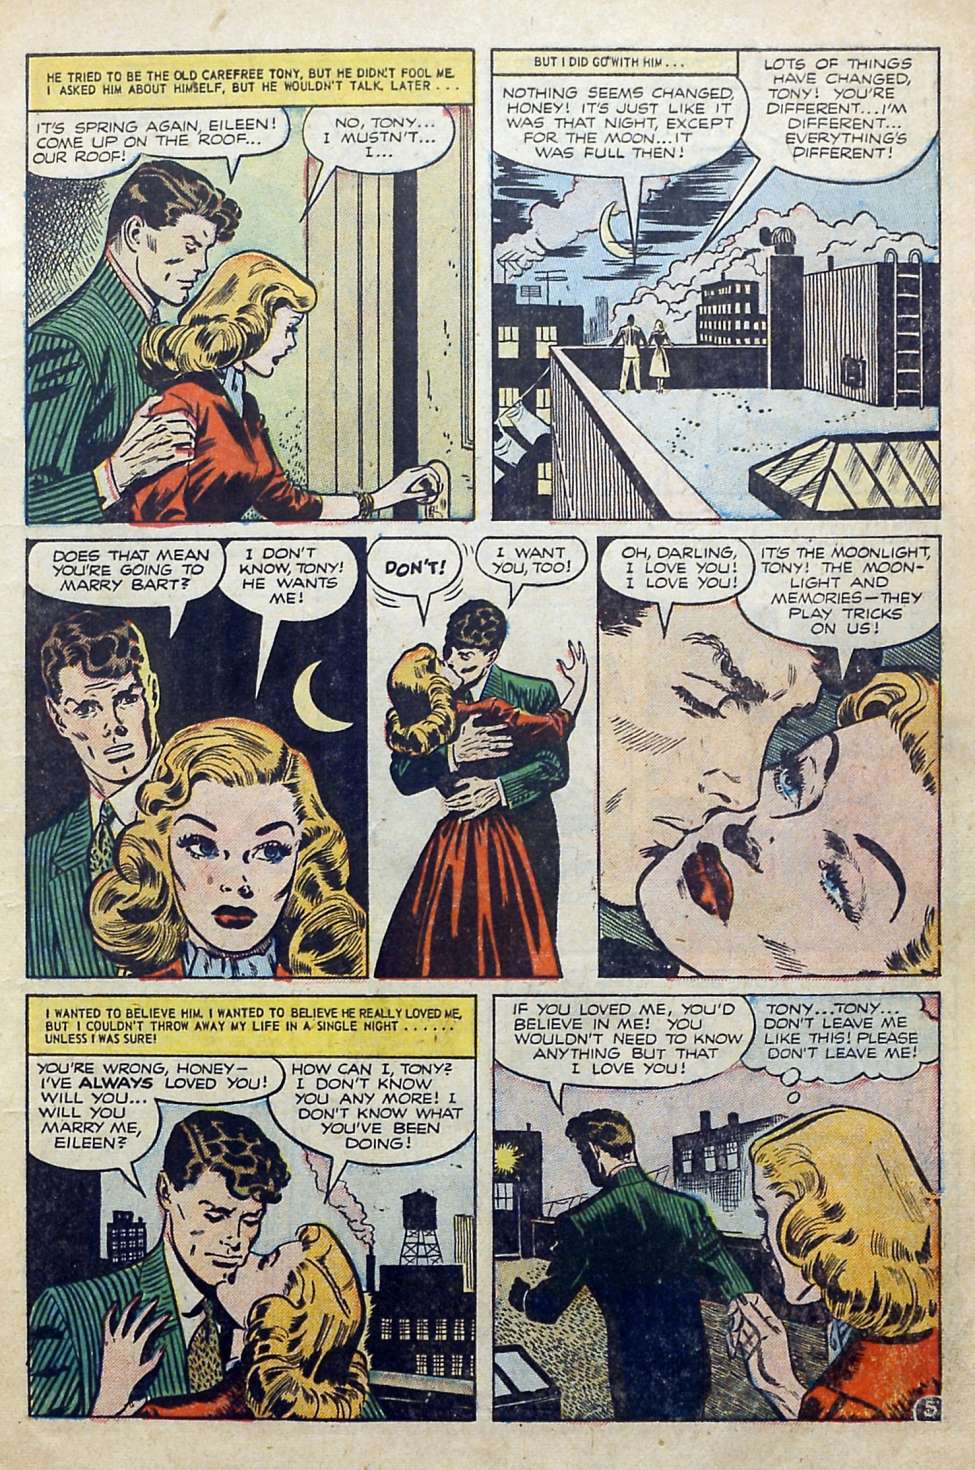 HE TRIED TO BE THE OLD CAREFREE TONY, BUT HE DIDN'T FOOL ME.
I ASKED HIM ABOUT HIMSELF, BUT HE WOULDN'T TALK. LATER . . .
IT'S SPRING AGAIN, EILEEN!
COME UP ON THE ROOF...
OUR ROOF!
NO, TONY...
I MUSTN'T...
I...
BUT I DID GO WITH HIM . . .
NOTHING SEEMS CHANGED,
HONEY! IT'S JUST LIKE IT
WAS THAT NIGHT, EXCEPT
FOR THE MOON...IT
WAS FULL THEN!
LOTS OF THINGS
HAVE CHANGED,
TONY! YOU'RE
DIFFERENT...I'M
DIFFERENT...
EVERYTHING'S
DIFFERENT!
DOES THAT MEAN
YOU'RE GOING TO
MARRY BART?
I DON'T
KNOW, TONY!
HE WANTS
ME!
DON'T!
I WANT
YOU, TOO!
OH, DARLING,
I LOVE YOU!
I LOVE YOU!
IT'S THE MOONLIGHT,
TONY! THE MOON-
LIGHT AND
MEMORIES—THEY
PLAY TRICKS
ON US!
I WANTED TO BELIEVE HIM. I WANTED TO BELIEVE HE REALLY LOVED ME,
BUT I COULDN'T THROW AWAY MY LIFE IN A SINGLE NIGHT . . . . . .
UNLESS I WAS SURE!
YOU'RE WRONG, HONEY—
I'VE ALWAYS LOVED YOU!
WILL YOU...
WILL YOU
MARRY ME,
EILEEN?
HOW CAN I, TONY?
I DON'T KNOW
YOU ANY MORE! I
DON'T KNOW WHAT
YOU'VE BEEN
DOING!
IF YOU LOVED ME, YOU'D
BELIEVE IN ME! YOU
WOULDN'T NEED TO KNOW
ANYTHING BUT THAT
I LOVE YOU!
TONY...TONY...
DON'T LEAVE ME
LIKE THIS! PLEASE
DON'T LEAVE ME!
5